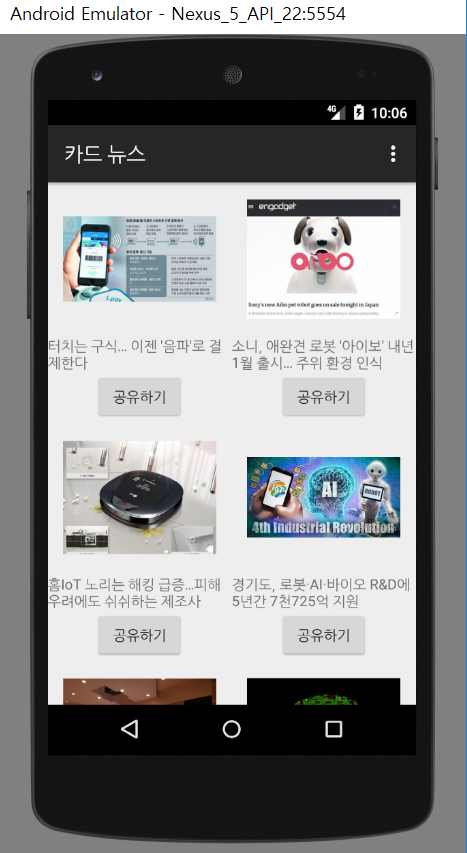 Android Emulator - Nexus_5_API_22:5554
4G 10:06
카드 뉴스
L.pay
engadget
aibo
Sony's new Aibo pet robot goes on sale tonight in Japan
터치는 구식... 이젠 '음파'로 결
제한다
소니, 애완견 로봇 '아이보' 내년
1월 출시... 주위 환경 인식
공유하기
공유하기
AI
ROBOT
4th Industrial Revolution
홈IoT 노리는 해킹 급증...피해
우려에도 쉬쉬하는 제조사
경기도, 로봇·AI·바이오 R&D에
5년간 7천725억 지원
공유하기
공유하기